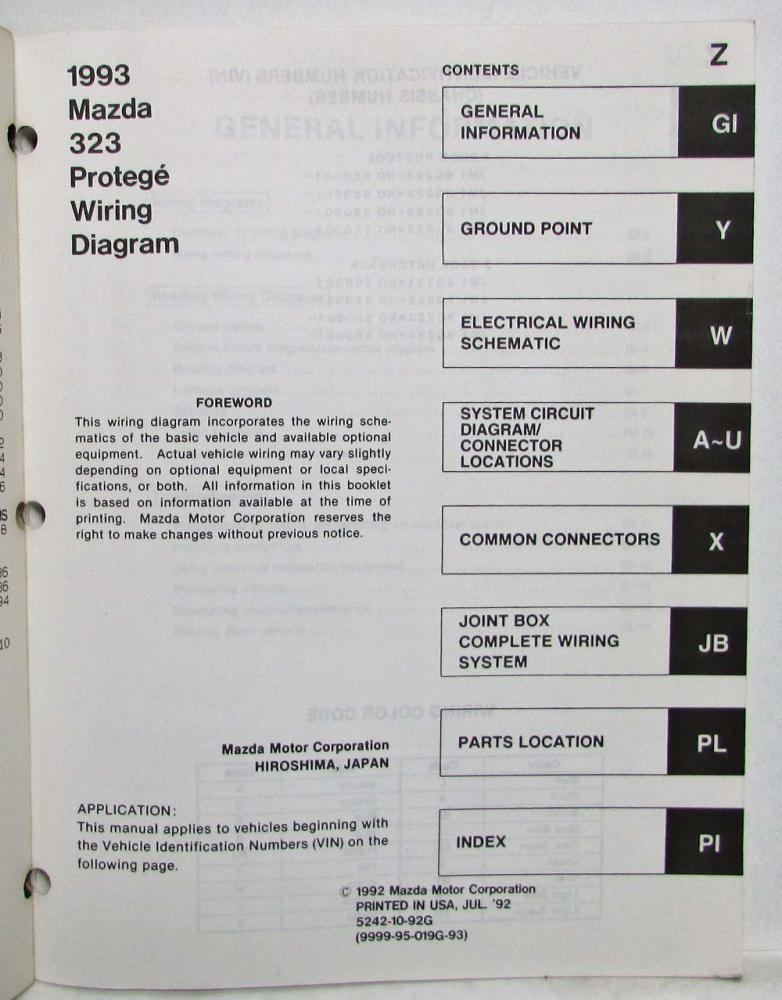 1993
Mazda
323
Protegé
Wiring
Diagram
FOREWORD
This wiring diagram incorporates the wiring sche-
matics of the basic vehicle and available optional
equipment. Actual vehicle wiring may vary slightly
depending on optional equipment or local speci-
fications, or both. All information in this booklet
is based on information available at the time of
printing. Mazda Motor Corporation reserves the
right to make changes without previous notice.
Mazda Motor Corporation
HIROSHIMA, JAPAN
APPLICATION:
This manual applies to vehicles beginning with
the Vehicle Identification Numbers (VIN) on the
following page.
CONTENTS
Z
GENERAL
INFORMATION
GI
GROUND POINT
Y
ELECTRICAL WIRING
SCHEMATIC
W
SYSTEM CIRCUIT
DIAGRAM/
CONNECTOR
LOCATIONS
A~U
COMMON CONNECTORS
X
JOINT BOX
COMPLETE WIRING
SYSTEM
JB
PARTS LOCATION
PL
INDEX
PI
© 1992 Mazda Motor Corporation
PRINTED IN USA, JUL. '92
5242-10-92G
(9999-95-019G-93)